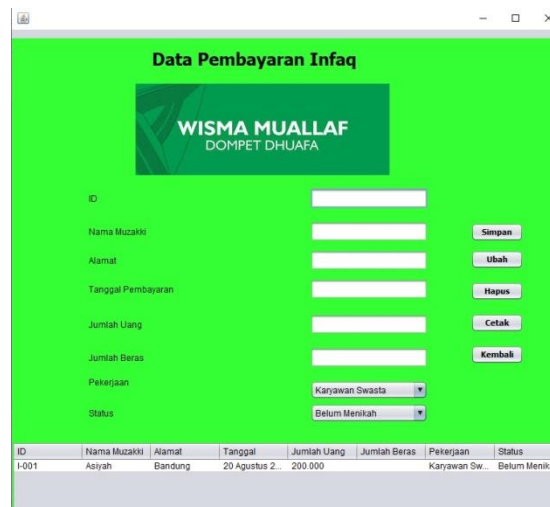 Data Pembayaran Infaq
WISMA MUALLAF
DOMPET DHUAFA
ID
Nama Muzakki
Simpan
Alamat
Ubah
Tanggal Pembayaran
Hapus
Jumlah Uang
Cetak
Jumlah Beras
Kembali
Pekerjaan
Karyawan Swasta
Status
Belum Menikah
ID Nama Muzakki Alamat Tanggal Jumlah Uang Jumlah Beras Pekerjaan Status
I-001 Asiyah Bandung 20 Agustus 2... 200.000 Karyawan Sw... Belum Menik